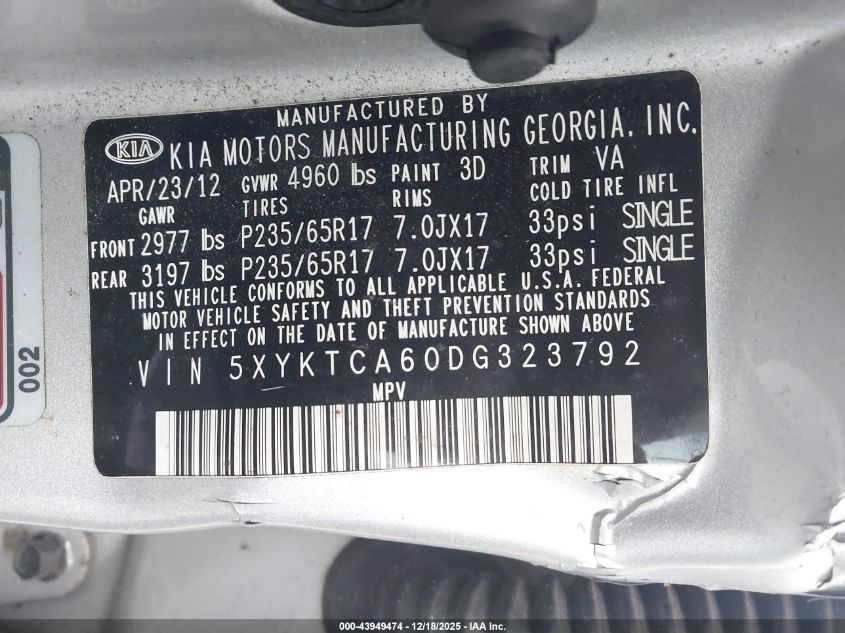 MANUFACTURED BY
KIA KIA MOTORS MANUFACTURING GEORGIA, INC.
APR/23/12 GVWR 4960 lbs PAINT 3D TRIM VA
GAWR TIRES RIMS COLD TIRE INFL
FRONT 2977 lbs P235/65R17 7.0JX17 33psi SINGLE
REAR 3197 lbs P235/65R17 7.0JX17 33psi SINGLE
THIS VEHICLE CONFORMS TO ALL APPLICABLE U.S.A. FEDERAL
MOTOR VEHICLE SAFETY AND THEFT PREVENTION STANDARDS
IN EFFECT ON THE DATE OF MANUFACTURE SHOWN ABOVE
VIN 5XYKTCA60DG323792
MPV
002
000-43949474 • 12/18/2025 • IAA Inc.